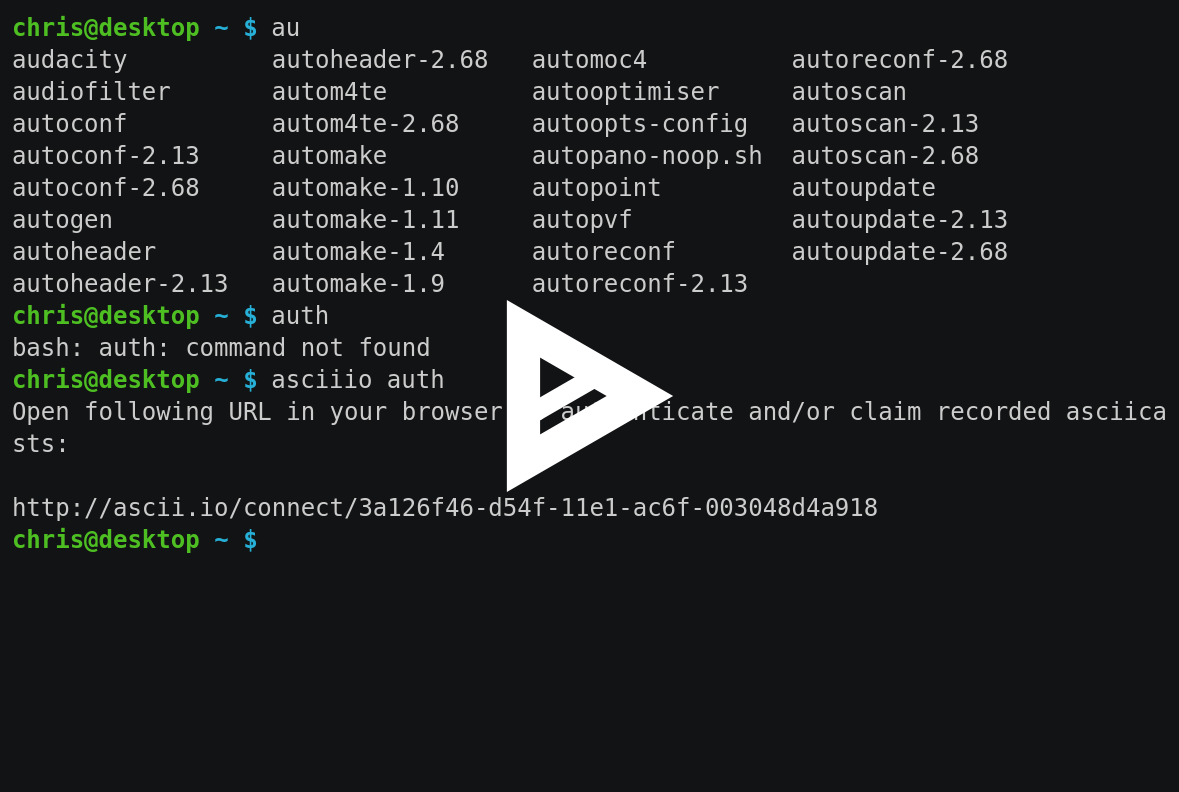 chris@desktop ~ $ au
audacity          autoheader-2.68   automoc4          autoreconf-2.68
audiofilter       autom4te          autooptimiser     autoscan
autoconf          autom4te-2.68     autoopts-config   autoscan-2.13
autoconf-2.13     automake          autopano-noop.sh  autoscan-2.68
autoconf-2.68     automake-1.10     autopoint         autoupdate
autogen           automake-1.11     autopvf           autoupdate-2.13
autoheader        automake-1.4      autoreconf        autoupdate-2.68
autoheader-2.13   automake-1.9      autoreconf-2.13
chris@desktop ~ $ auth
bash: auth: command not found
chris@desktop ~ $ asciiio auth
Open following URL in your browser authenticate and/or claim recorded asciica
sts:

http://ascii.io/connect/3a126f46-d54f-11e1-ac6f-003048d4a918
chris@desktop ~ $